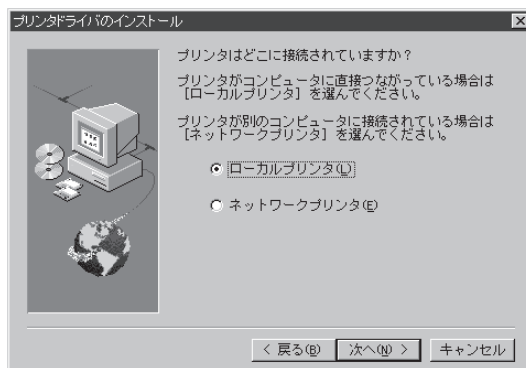 プリンタドライバのインストール
プリンタはどこに接続されていますか？
プリンタがコンピュータに直接つながっている場合は
［ローカルプリンタ］を選んでください。
プリンタが別のコンピュータに接続されている場合は
［ネットワークプリンタ］を選んでください。
ローカルプリンタ(L)
ネットワークプリンタ(E)
< 戻る(B) 次へ(N) > キャンセル